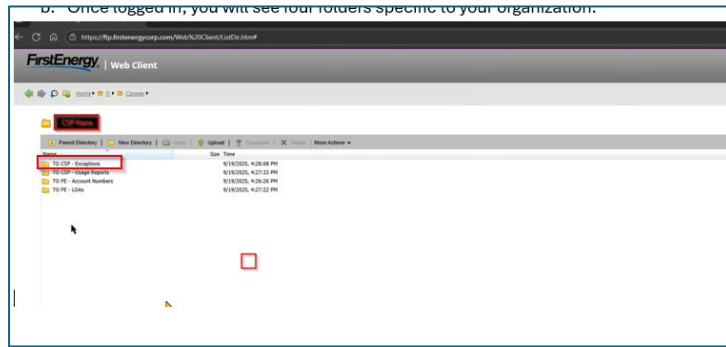 b. Once logged in, you will see four folders specific to your organization.
https://ftp.firstenergycorp.com/Web%20Client/ListDir.htm#
FirstEnergy | Web Client
Home E
CSP Name
Parent Directory | New Directory | Upload | Download | More Actions
Name Size Time
TO CSP - Exceptions 9/19/2025, 4:28:08 PM
TO CSP - Usage Reports 9/19/2025, 4:27:33 PM
TO FE - Account Numbers 9/19/2025, 4:26:26 PM
TO FE - LOAs 9/19/2025, 4:27:22 PM